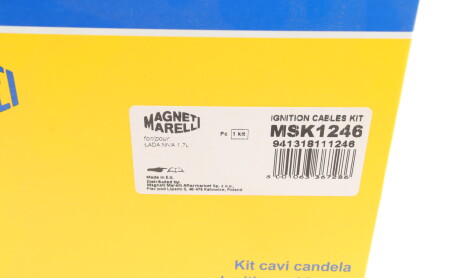 MAGNETI
MARELLI
for/pour
LADA NIVA 1.7L
Pc 1 kit
IGNITION CABLES KIT
MSK1246
941318111246
Made in E.U.
Distributed by:
Magneti Marelli Aftermarket Sp. z o.o.,
Plac pod Lipami 5, 40-476 Katowice, Poland
Kit cavi candela